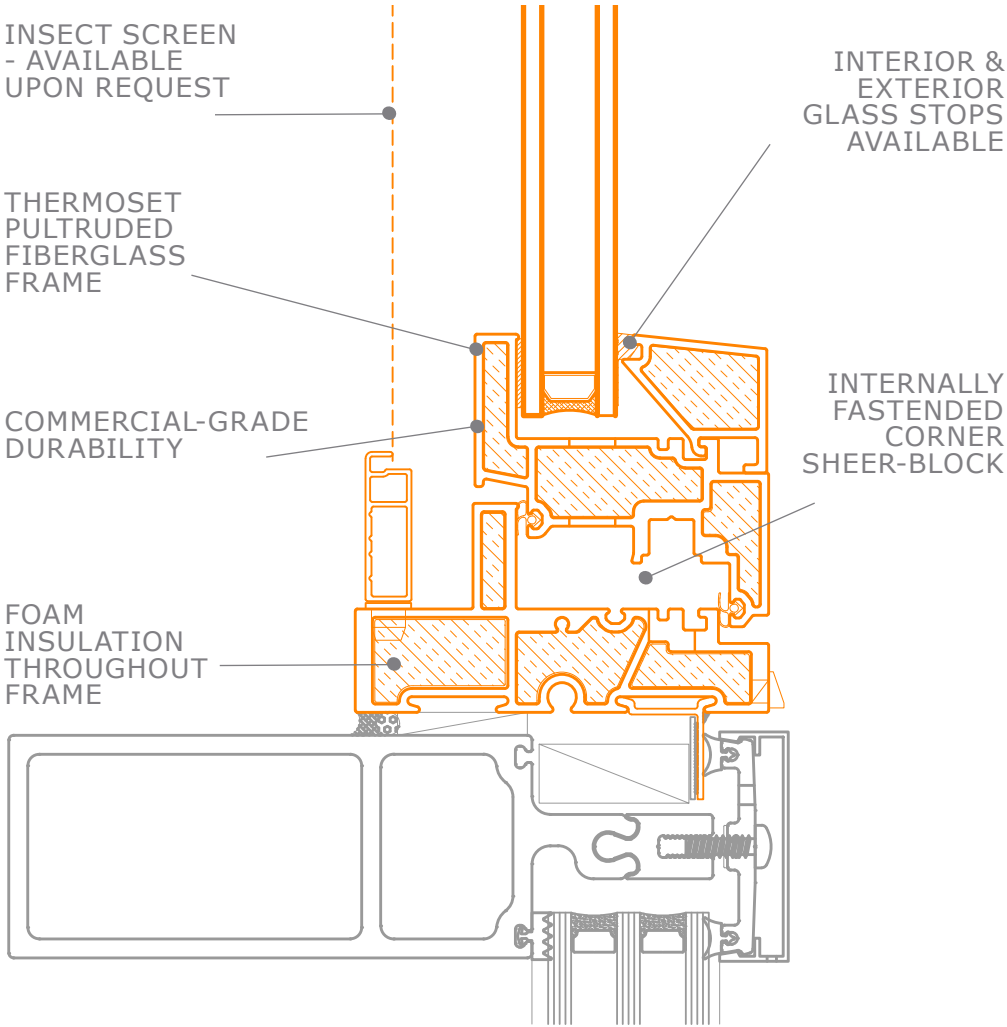 INSECT SCREEN
- AVAILABLE
UPON REQUEST
INTERIOR &
EXTERIOR
GLASS STOPS
AVAILABLE
THERMOSET
PULTRUDED
FIBERGLASS
FRAME
COMMERCIAL-GRADE
DURABILITY
INTERNALLY
FASTENDED
CORNER
SHEER-BLOCK
FOAM
INSULATION
THROUGHOUT
FRAME